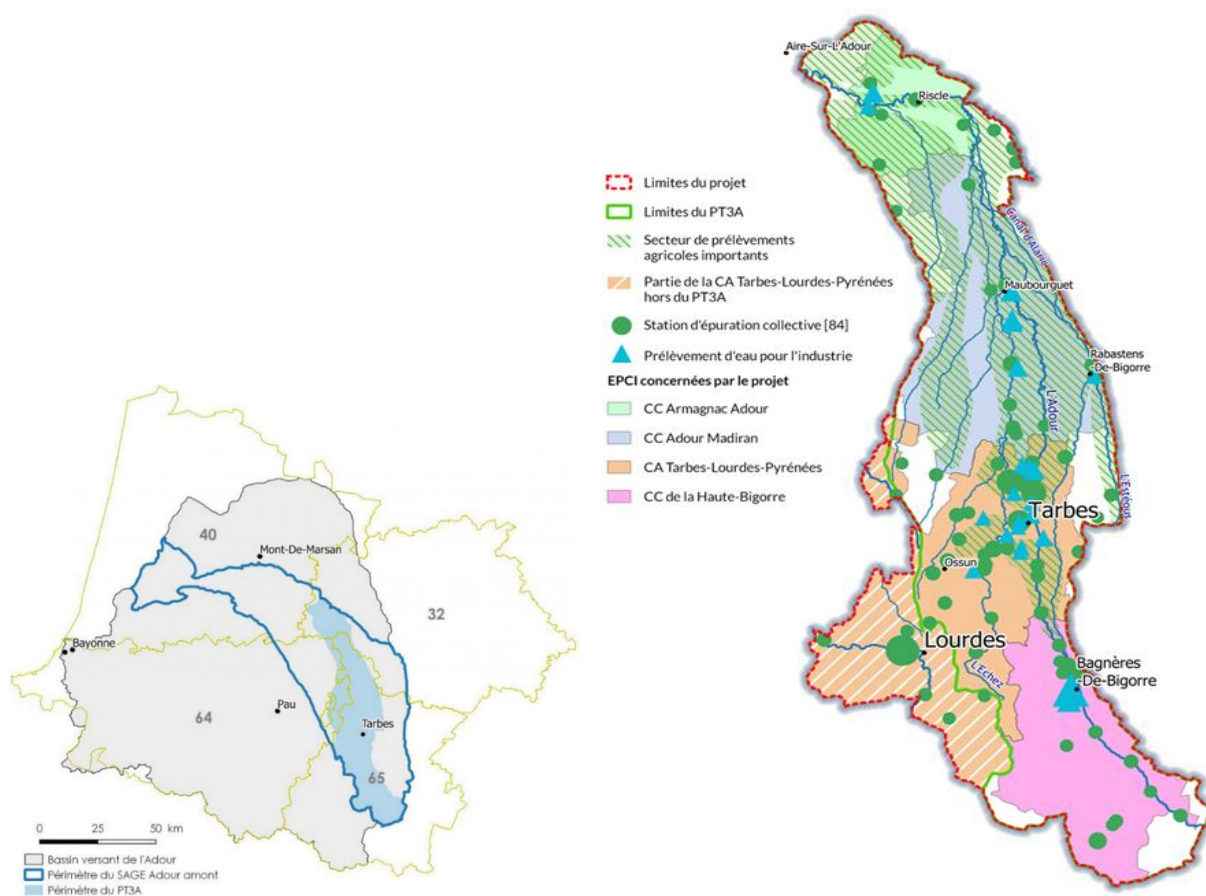 40
Mont-De-Marsan
32
Bayonne
64
Pau
Tarbes
65
0 25 50 km
Bassin versant de l'Adour
Périmètre du SAGE Adour amont
Périmètre du PT3A
Limites du projet
Limites du PT3A
Secteur de prélèvements
agricoles importants
Partie de la CA Tarbes-Lourdes-Pyrénées
hors du PT3A
Station d'épuration collective [84]
Prélèvement d'eau pour l'industrie
EPCI concernées par le projet
CC Armagnac Adour
CC Adour Madiran
CA Tarbes-Lourdes-Pyrénées
CC de la Haute-Bigorre
Aire-Sur-L'Adour
Riscle
Canal d'Alaric
Maubourguet
Rabastens
-De-Bigorre
L'Adour
L'Estéous
Tarbes
Ossun
Lourdes
L'Echez
Bagnères
-De-Bigorre